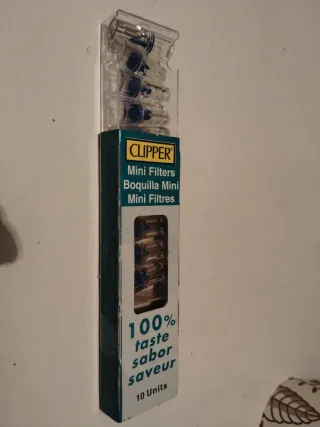 CLIPPER
Mini Filters
Boquilla Mini
Mini Filtres
100%
taste
sabor
saveur
10 Units